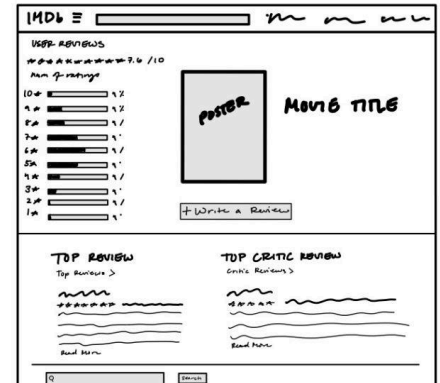 IMDb
USER REVIEWS
7.6 /10
Num of ratings
10★ %
9★ %
8★ %
7★ %
6★ %
5★
4★ %
3★
2★ %
1★
POSTER
MOVIE TITLE
+ Write a Review
TOP REVIEW
Top Reviews >
Read More
TOP CRITIC REVIEW
Critic Reviews >
Read More
Search